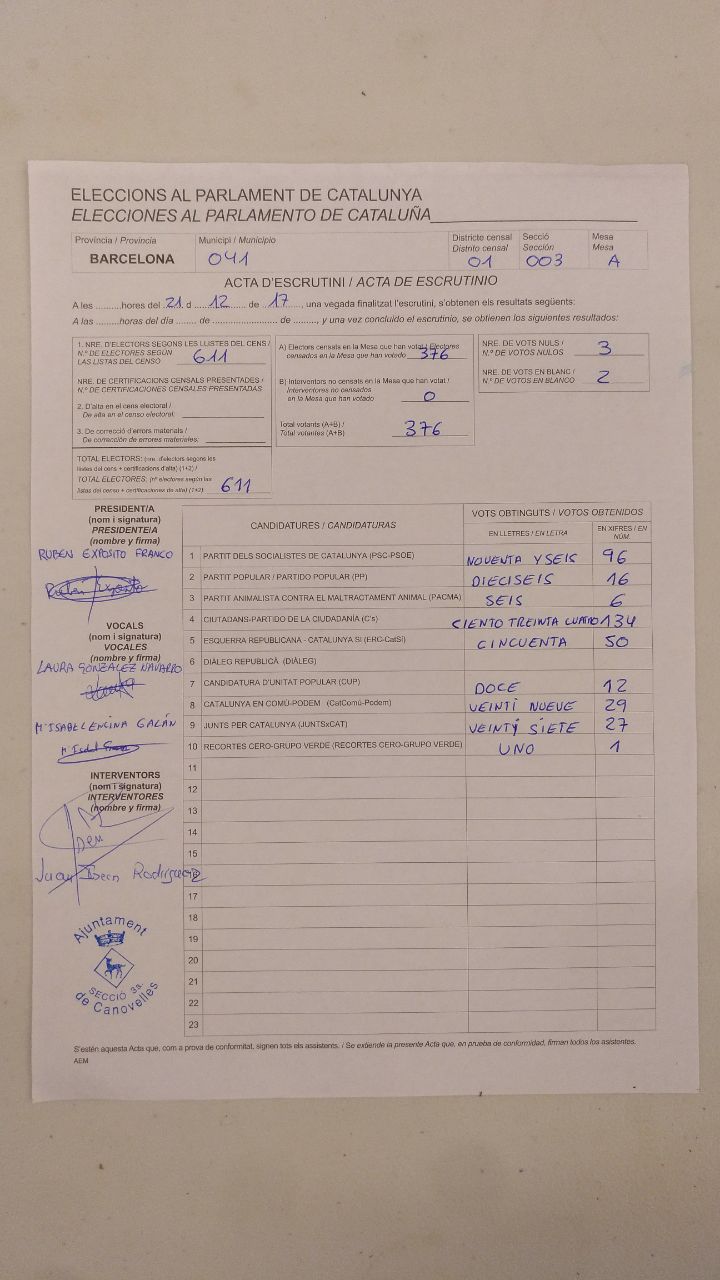 ELECCIONS AL PARLAMENT DE CATALUNYA
ELECCIONES AL PARLAMENTO DE CATALUÑA
Província / Provincia Municipi / Municipio Districte censal Secció Mesa
Distrito censal Sección Mesa
BARCELONA 041 01 003 A
ACTA D'ESCRUTINI / ACTA DE ESCRUTINIO
A les .........hores del 21 d 12 de 17, una vegada finalitzat l'escrutini, s'obtenen els resultats següents:
A las .........horas del día ....... de .................... de ........, y una vez concluido el escrutinio, se obtienen los siguientes resultados:
1. NRE. D'ELECTORS SEGONS LES LLISTES DEL CENS /
N.º DE ELECTORES SEGÚN
LAS LISTAS DEL CENSO 611
NRE. DE CERTIFICACIONS CENSALS PRESENTADES /
N.º DE CERTIFICACIONES CENSALES PRESENTADAS
2. D'alta en el cens electoral /
De alta en el censo electoral:
3. De correcció d'errors materials /
De corrección de errores materiales:
TOTAL ELECTORS: (nre. d'electors segons les
llistes del cens + certificacions d'alta) (1+2) /
TOTAL ELECTORES: (nº electores según las
listas del censo + certificaciones de alta) (1+2) 611
A) Electors censats en la Mesa que han votat / Electores
censados en la Mesa que han votado 376
B) Interventors no censats en la Mesa que han votat /
Interventores no censados
en la Mesa que han votado 0
Total votants (A+B) /
Total votantes (A+B) 376
NRE. DE VOTS NULS /
N.º DE VOTOS NULOS 3
NRE. DE VOTS EN BLANC /
N.º DE VOTOS EN BLANCO 2
PRESIDENT/A
(nom i signatura)
PRESIDENTE/A
(nombre y firma)
RUBEN EXPOSITO FRANCO
VOCALS
(nom i signatura)
VOCALES
(nombre y firma)
LAURA GONZALEZ NAVARRO
Mª ISABEL ENCINA GALÁN
INTERVENTORS
(nom i signatura)
INTERVENTORES
(nombre y firma)
Juan Rodriguez
Ajuntament
SECCIÓ 3a.
de Canovelles
CANDIDATURES / CANDIDATURAS VOTS OBTINGUTS / VOTOS OBTENIDOS
EN LLETRES / EN LETRA EN XIFRES / EN NÚM.
1 PARTIT DELS SOCIALISTES DE CATALUNYA (PSC-PSOE) NOVENTA Y SEIS 96
2 PARTIT POPULAR / PARTIDO POPULAR (PP) DIECISEIS 16
3 PARTIT ANIMALISTA CONTRA EL MALTRACTAMENT ANIMAL (PACMA) SEIS 6
4 CIUTADANS-PARTIDO DE LA CIUDADANÍA (C's) CIENTO TREINTA CUATRO 134
5 ESQUERRA REPUBLICANA - CATALUNYA SÍ (ERC-CatSí) CINCUENTA 50
6 DIÀLEG REPUBLICÀ (DIÀLEG)
7 CANDIDATURA D'UNITAT POPULAR (CUP) DOCE 12
8 CATALUNYA EN COMÚ-PODEM (CatComú-Podem) VEINTI NUEVE 29
9 JUNTS PER CATALUNYA (JUNTSxCAT) VEINTY SIETE 27
10 RECORTES CERO-GRUPO VERDE (RECORTES CERO-GRUPO VERDE) UNO 1
11
12
13
14
15
17
18
19
20
21
22
23
S'estén aquesta Acta que, com a prova de conformitat, signen tots els assistents. / Se extiende la presente Acta que, en prueba de conformidad, firman todos los asistentes.
AEM